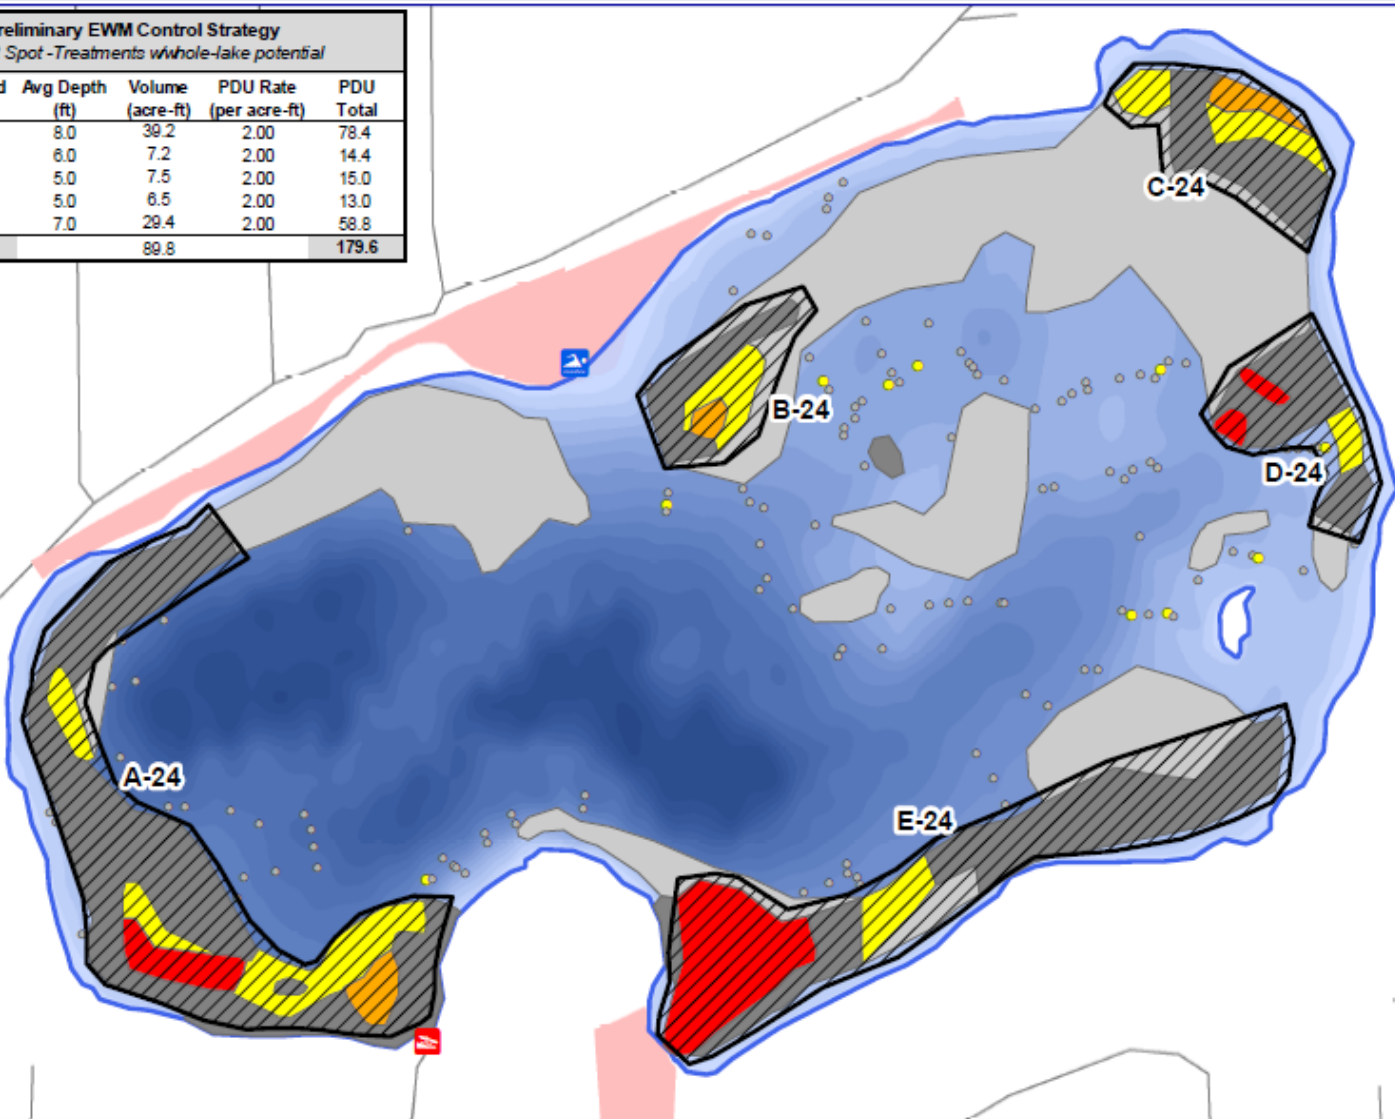 reliminary EWM Control Strategy
Spot -Treatments w/whole-lake potential
d Avg Depth Volume PDU Rate PDU
(ft) (acre-ft) (per acre-ft) Total
8.0 39.2 2.00 78.4
6.0 7.2 2.00 14.4
5.0 7.5 2.00 15.0
5.0 6.5 2.00 13.0
7.0 29.4 2.00 58.8
89.8 179.6
C-24
B-24
D-24
A-24
E-24